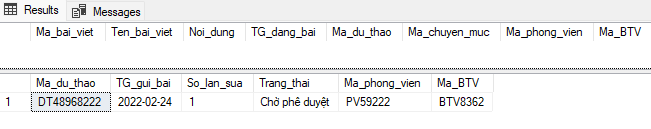 Results Messages
Ma_bai_viet Ten_bai_viet Noi_dung TG_dang_bai Ma_du_thao Ma_chuyen_muc Ma_phong_vien Ma_BTV
Ma_du_thao TG_gui_bai So_lan_sua Trang_thai Ma_phong_vien Ma_BTV
1 DT48968222 2022-02-24 1 Chờ phê duyệt PV59222 BTV8362